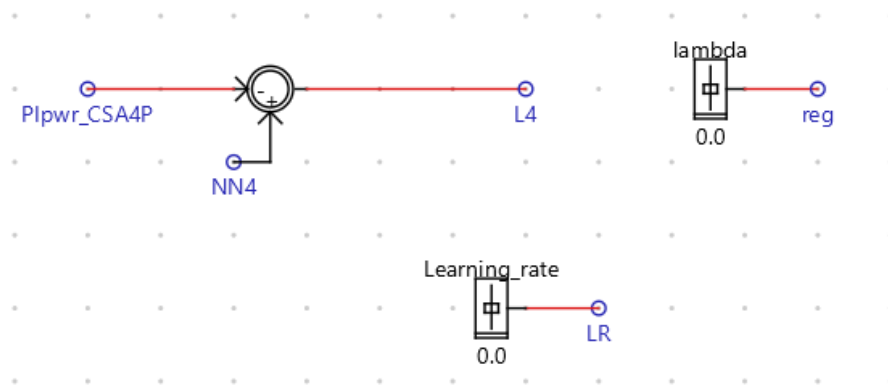 lambda
-
+
PIpwr_CSA4P
L4
reg
0.0
NN4
Learning_rate
LR
0.0